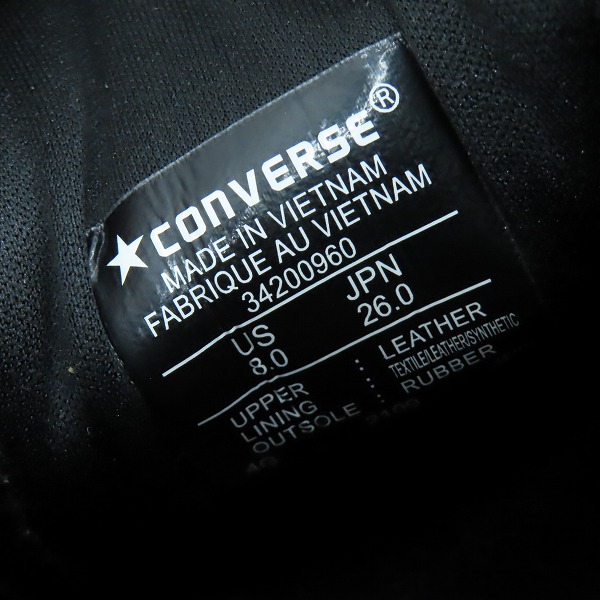 ★CONVERSE®
MADE IN VIETNAM
FABRIQUE AU VIETNAM
34200960
US JPN
8.0 26.0
UPPER : LEATHER
LINING : TEXTILE/LEATHER/SYNTHETIC
OUTSOLE : RUBBER